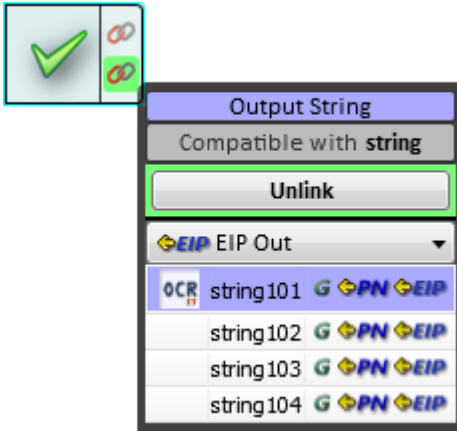 Output String
Compatible with string
Unlink
EIP EIP Out
OCR string101 G PN EIP
string102 G PN EIP
string103 G PN EIP
string104 G PN EIP